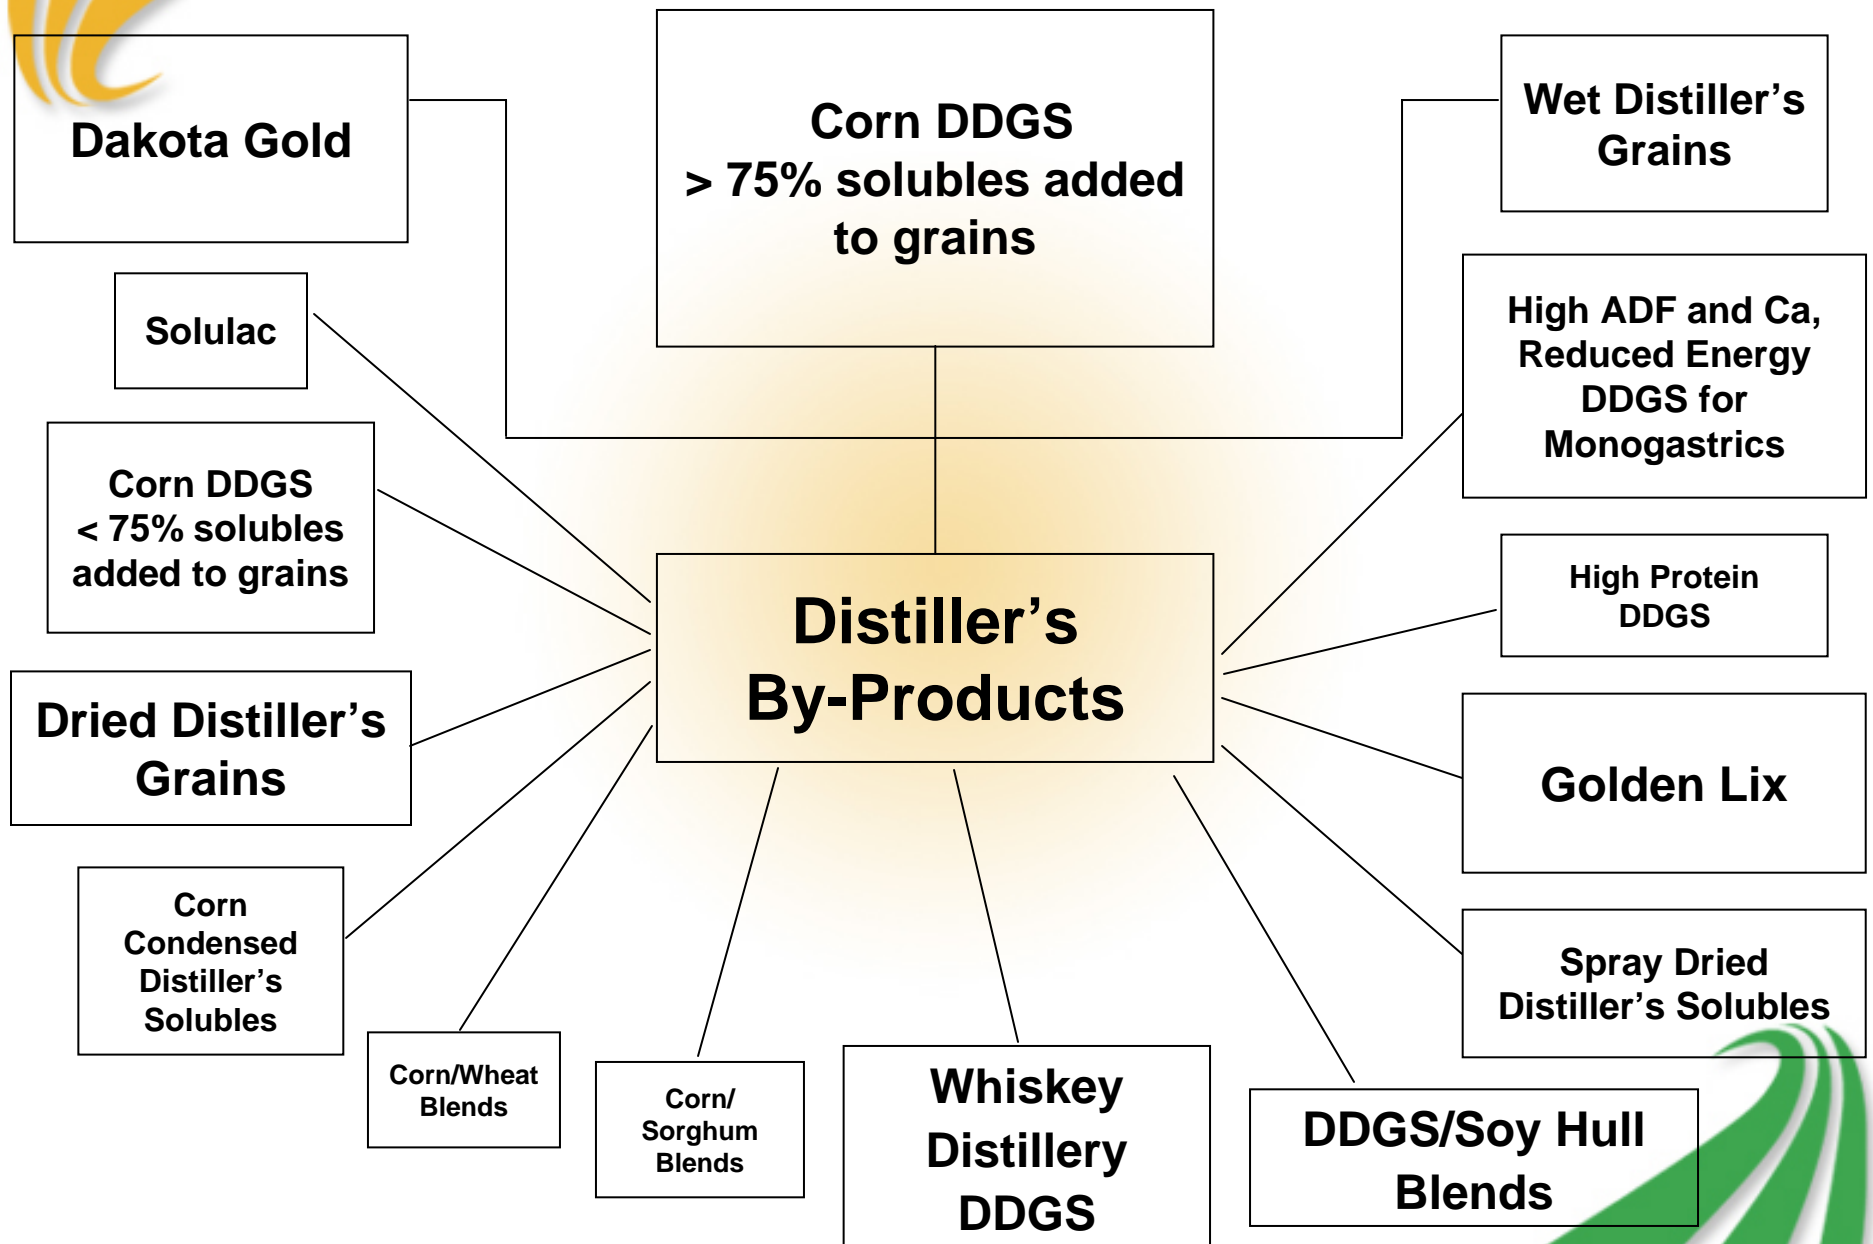 Dakota Gold
Corn DDGS
> 75% solubles added
to grains
Wet Distiller’s
Grains
Solulac
High ADF and Ca,
Reduced Energy
DDGS for
Monogastrics
Corn DDGS
< 75% solubles
added to grains
High Protein
DDGS
Distiller’s
By-Products
Dried Distiller’s
Grains
Golden Lix
Corn
Condensed
Distiller’s
Solubles
Spray Dried
Distiller’s Solubles
Corn/Wheat
Blends
Corn/
Sorghum
Blends
Whiskey
Distillery
DDGS
DDGS/Soy Hull
Blends